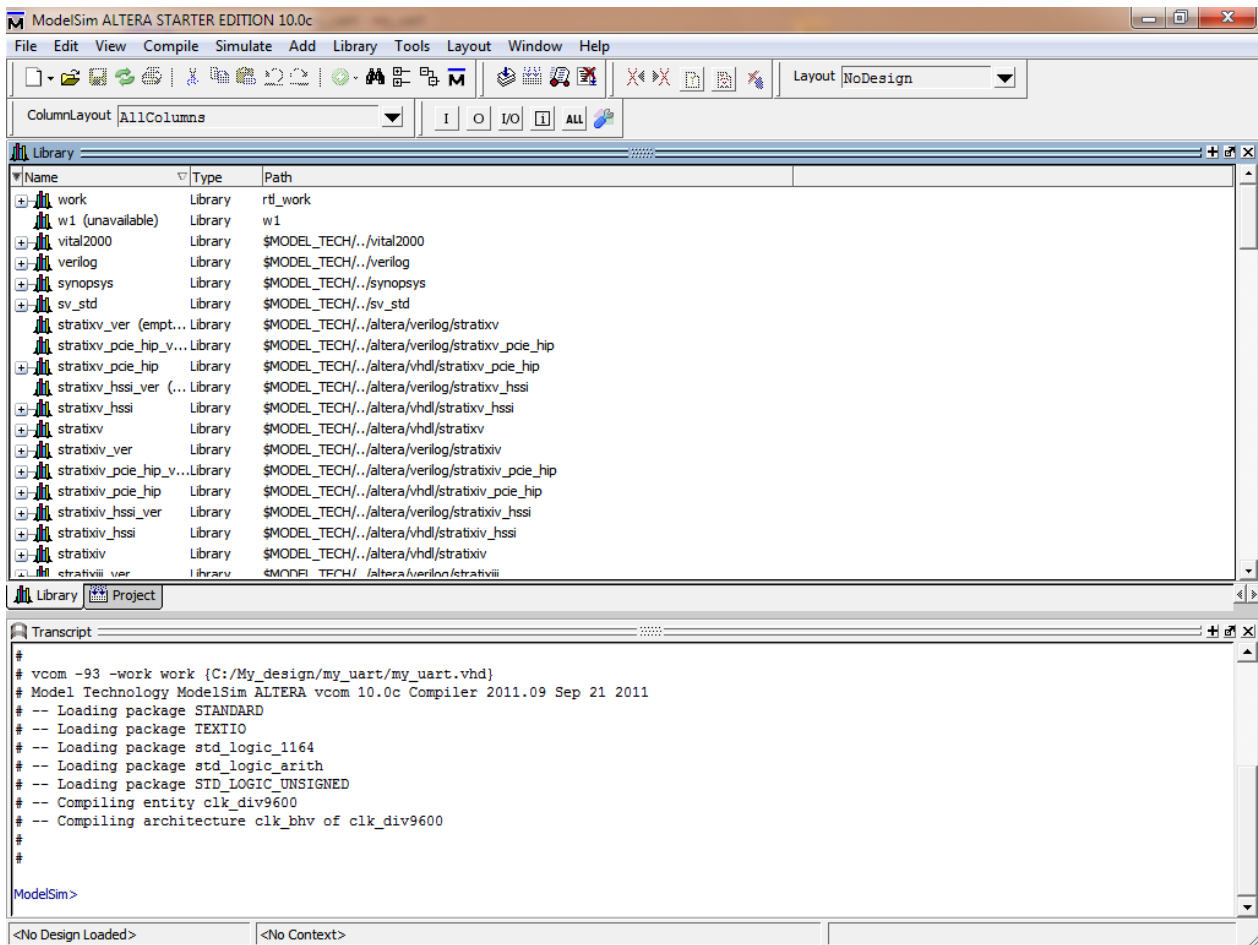 ModelSim ALTERA STARTER EDITION 10.0c
File Edit View Compile Simulate Add Library Tools Layout Window Help
Layout NoDesign
ColumnLayout AllColumns
I O I/O i ALL
Library
Name Type Path
work Library rtl_work
w1 (unavailable) Library w1
vital2000 Library $MODEL_TECH/../vital2000
verilog Library $MODEL_TECH/../verilog
synopsys Library $MODEL_TECH/../synopsys
sv_std Library $MODEL_TECH/../sv_std
stratixv_ver (empt... Library $MODEL_TECH/../altera/verilog/stratixv
stratixv_pcie_hip_v... Library $MODEL_TECH/../altera/verilog/stratixv_pcie_hip
stratixv_pcie_hip Library $MODEL_TECH/../altera/vhdl/stratixv_pcie_hip
stratixv_hssi_ver (... Library $MODEL_TECH/../altera/verilog/stratixv_hssi
stratixv_hssi Library $MODEL_TECH/../altera/vhdl/stratixv_hssi
stratixv Library $MODEL_TECH/../altera/vhdl/stratixv
stratixiv_ver Library $MODEL_TECH/../altera/verilog/stratixiv
stratixiv_pcie_hip_v... Library $MODEL_TECH/../altera/verilog/stratixiv_pcie_hip
stratixiv_pcie_hip Library $MODEL_TECH/../altera/vhdl/stratixiv_pcie_hip
stratixiv_hssi_ver Library $MODEL_TECH/../altera/verilog/stratixiv_hssi
stratixiv_hssi Library $MODEL_TECH/../altera/vhdl/stratixiv_hssi
stratixiv Library $MODEL_TECH/../altera/vhdl/stratixiv
stratixiii_ver Library $MODEL_TECH/../altera/verilog/stratixiii
Library Project
Transcript
#
# vcom -93 -work work {C:/My_design/my_uart/my_uart.vhd}
# Model Technology ModelSim ALTERA vcom 10.0c Compiler 2011.09 Sep 21 2011
# -- Loading package STANDARD
# -- Loading package TEXTIO
# -- Loading package std_logic_1164
# -- Loading package std_logic_arith
# -- Loading package STD_LOGIC_UNSIGNED
# -- Compiling entity clk_div9600
# -- Compiling architecture clk_bhv of clk_div9600
#
#
ModelSim>
<No Design Loaded> <No Context>